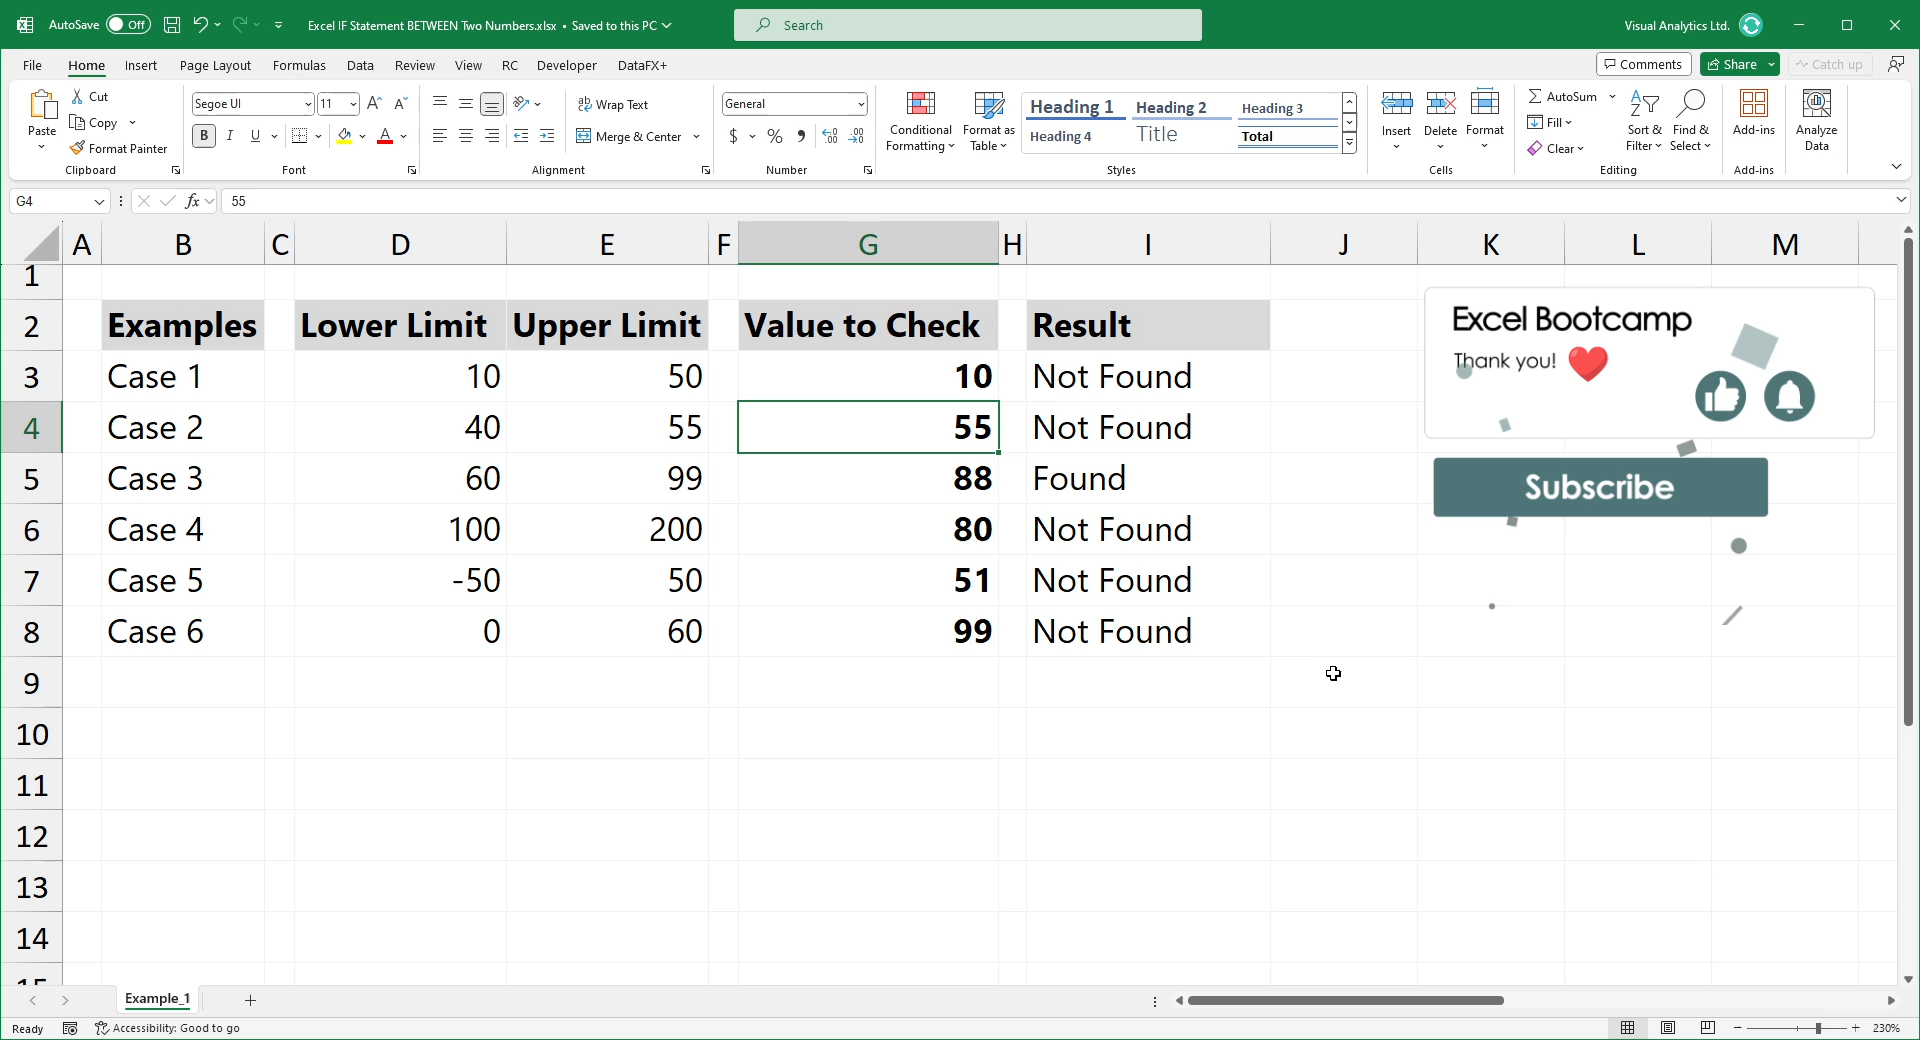 AutoSave Off Excel IF Statement BETWEEN Two Numbers.xlsx • Saved to this PC Search Visual Analytics Ltd.
File Home Insert Page Layout Formulas Data Review View RC Developer DataFX+ Comments Share Catch up
Paste
Cut
Copy
Format Painter
Clipboard
Segoe UI 11
B I U
Font
Wrap Text
Merge & Center
Alignment
General
$ % ,
Number
Conditional
Formatting
Format as
Table
Heading 1 Heading 2 Heading 3
Heading 4 Title Total
Styles
Insert Delete Format
Cells
AutoSum
Fill
Clear
Sort &
Filter
Find &
Select
Editing
Add-ins
Add-ins
Analyze
Data
G4 fx 55
A B C D E F G H I J K L M
1
2 Examples Lower Limit Upper Limit Value to Check Result
3 Case 1 10 50 10 Not Found
4 Case 2 40 55 55 Not Found
5 Case 3 60 99 88 Found
6 Case 4 100 200 80 Not Found
7 Case 5 -50 50 51 Not Found
8 Case 6 0 60 99 Not Found
9
10
11
12
13
14
15
Excel Bootcamp
Thank you!
Subscribe
Example_1
Ready Accessibility: Good to go 230%